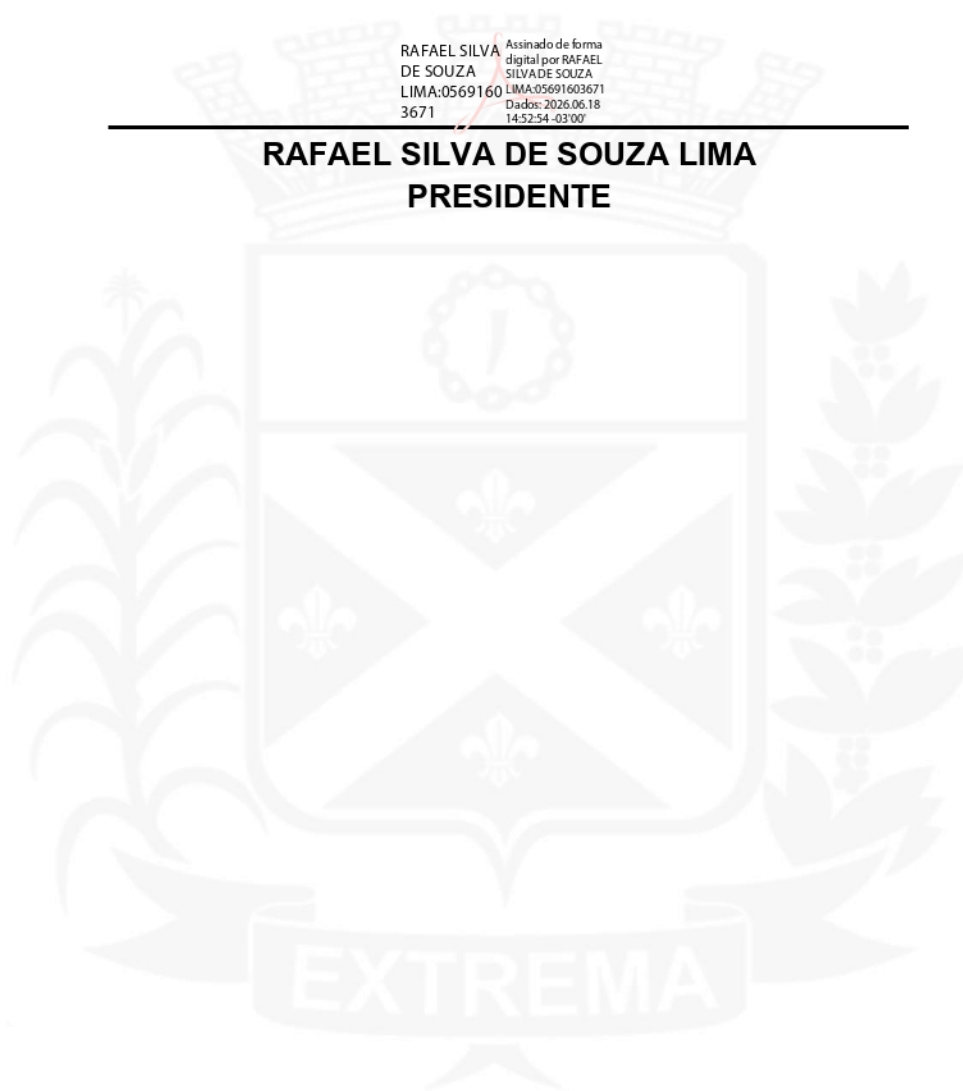 RAFAEL SILVA
DE SOUZA
LIMA:0569160
3671
Assinado de forma
digital por RAFAEL
SILVA DE SOUZA
LIMA:05691603671
Dados: 2026.06.18
14:52:54 -03'00'
RAFAEL SILVA DE SOUZA LIMA
PRESIDENTE
EXTREMA